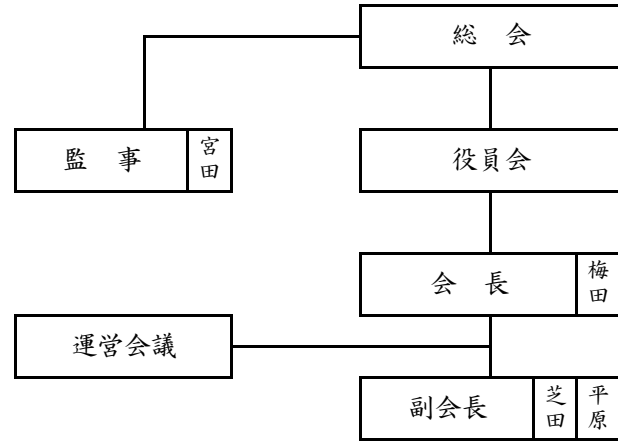 総 会
監 事
宮田
役員会
会 長
梅田
運営会議
副会長
芝田
平原